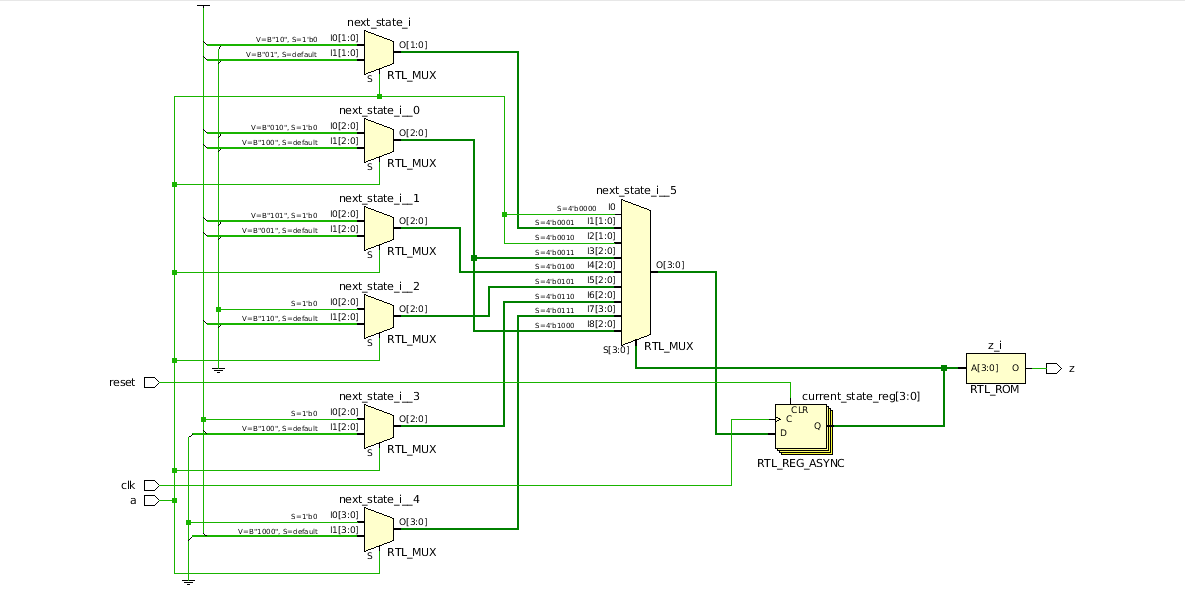 next_state_i
V=B"10", S=1'b0 I0[1:0] O[1:0]
V=B"01", S=default I1[1:0]
S RTL_MUX
next_state_i__0
V=B"010", S=1'b0 I0[2:0] O[2:0]
V=B"100", S=default I1[2:0]
S RTL_MUX
next_state_i__1
V=B"101", S=1'b0 I0[2:0] O[2:0]
V=B"001", S=default I1[2:0]
S RTL_MUX
next_state_i__2
S=1'b0 I0[2:0] O[2:0]
V=B"110", S=default I1[2:0]
S RTL_MUX
next_state_i__3
S=1'b0 I0[2:0] O[2:0]
V=B"100", S=default I1[2:0]
S RTL_MUX
next_state_i__4
S=1'b0 I0[3:0] O[3:0]
V=B"1000", S=default I1[3:0]
S RTL_MUX
next_state_i__5
S=4'b0000 I0
S=4'b0001 I1[1:0]
S=4'b0010 I2[1:0]
S=4'b0011 I3[2:0]
S=4'b0100 I4[2:0]
S=4'b0101 I5[2:0]
S=4'b0110 I6[2:0]
S=4'b0111 I7[3:0]
S=4'b1000 I8[2:0]
O[3:0]
S[3:0] RTL_MUX
reset
clk
a
current_state_reg[3:0]
CLR
C
D
Q
RTL_REG_ASYNC
z_i
A[3:0] O
RTL_ROM
z